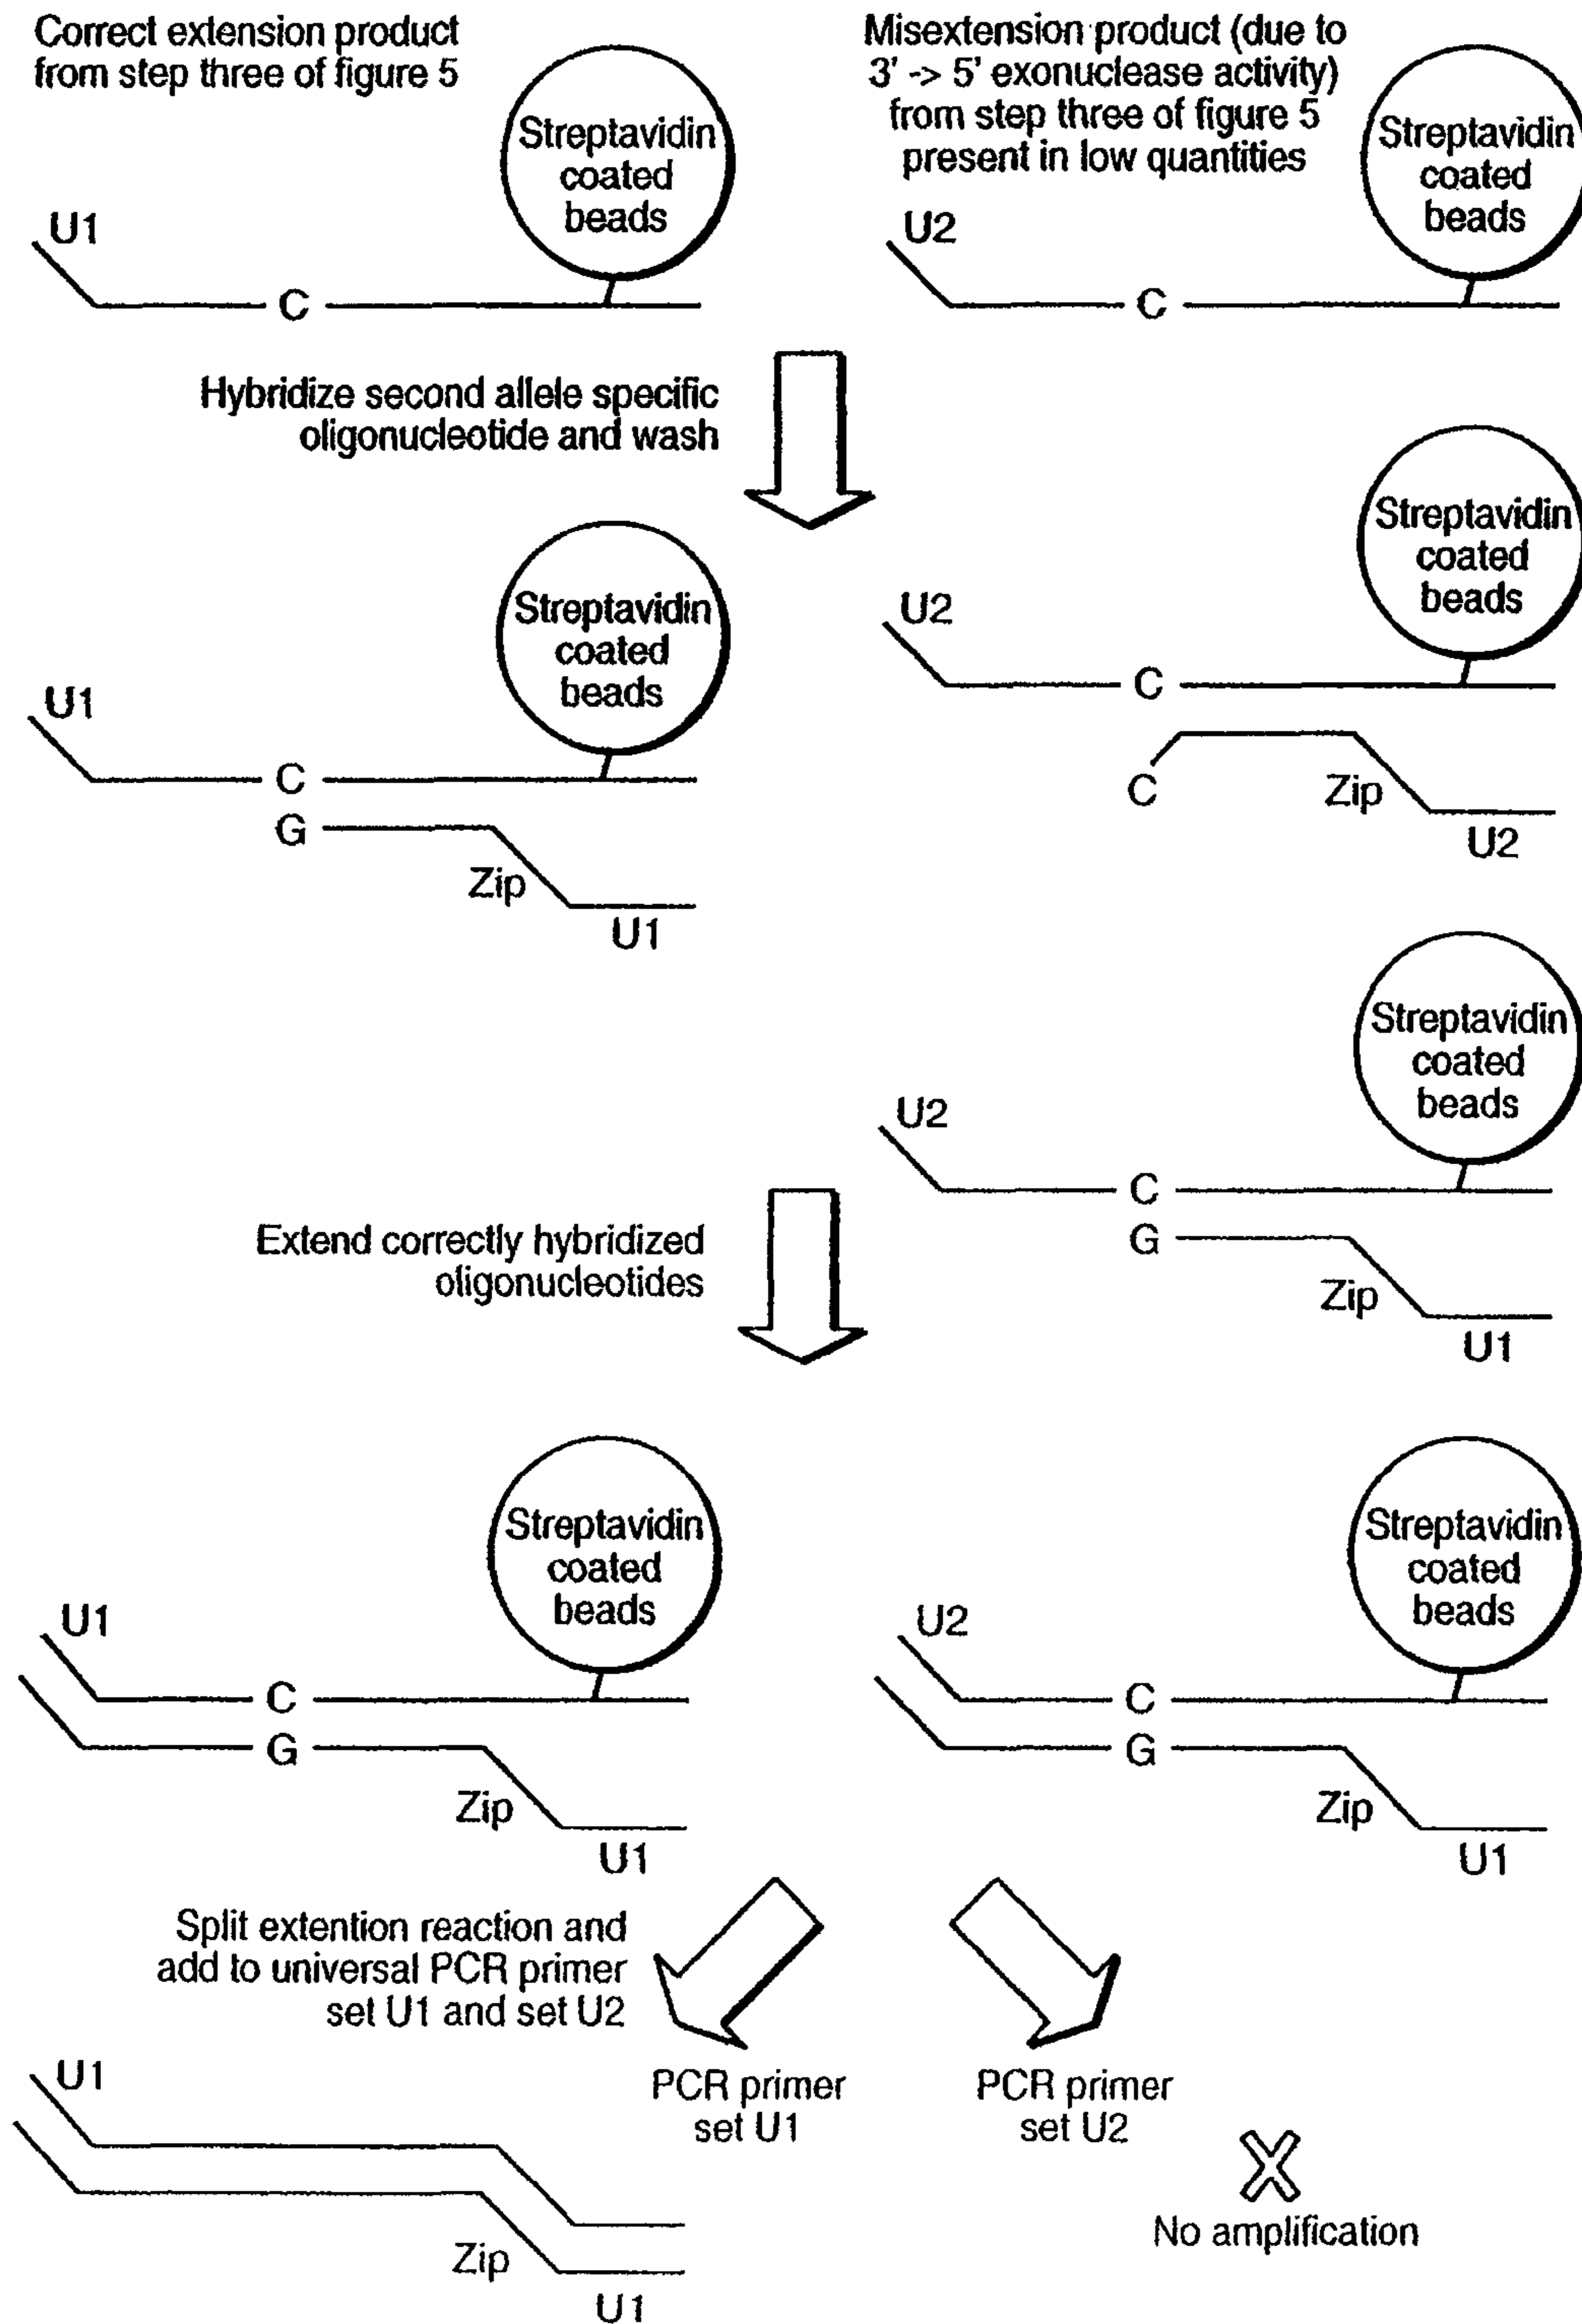 Correct extension product
from step three of figure 5
Streptavidin
coated
beads
U1
C
Misextension product (due to
3' -> 5' exonuclease activity)
from step three of figure 5
present in low quantities
Streptavidin
coated
beads
U2
C
Hybridize second allele specific
oligonucleotide and wash
Streptavidin
coated
beads
U1
C
G
Zip
U1
Streptavidin
coated
beads
U2
C
C
Zip
U2
Streptavidin
coated
beads
U2
C
G
Zip
U1
Extend correctly hybridized
oligonucleotides
Streptavidin
coated
beads
U1
C
G
Zip
U1
Streptavidin
coated
beads
U2
C
G
Zip
U1
Split extention reaction and
add to universal PCR primer
set U1 and set U2
PCR primer
set U1
PCR primer
set U2
U1
Zip
U1
X
No amplification